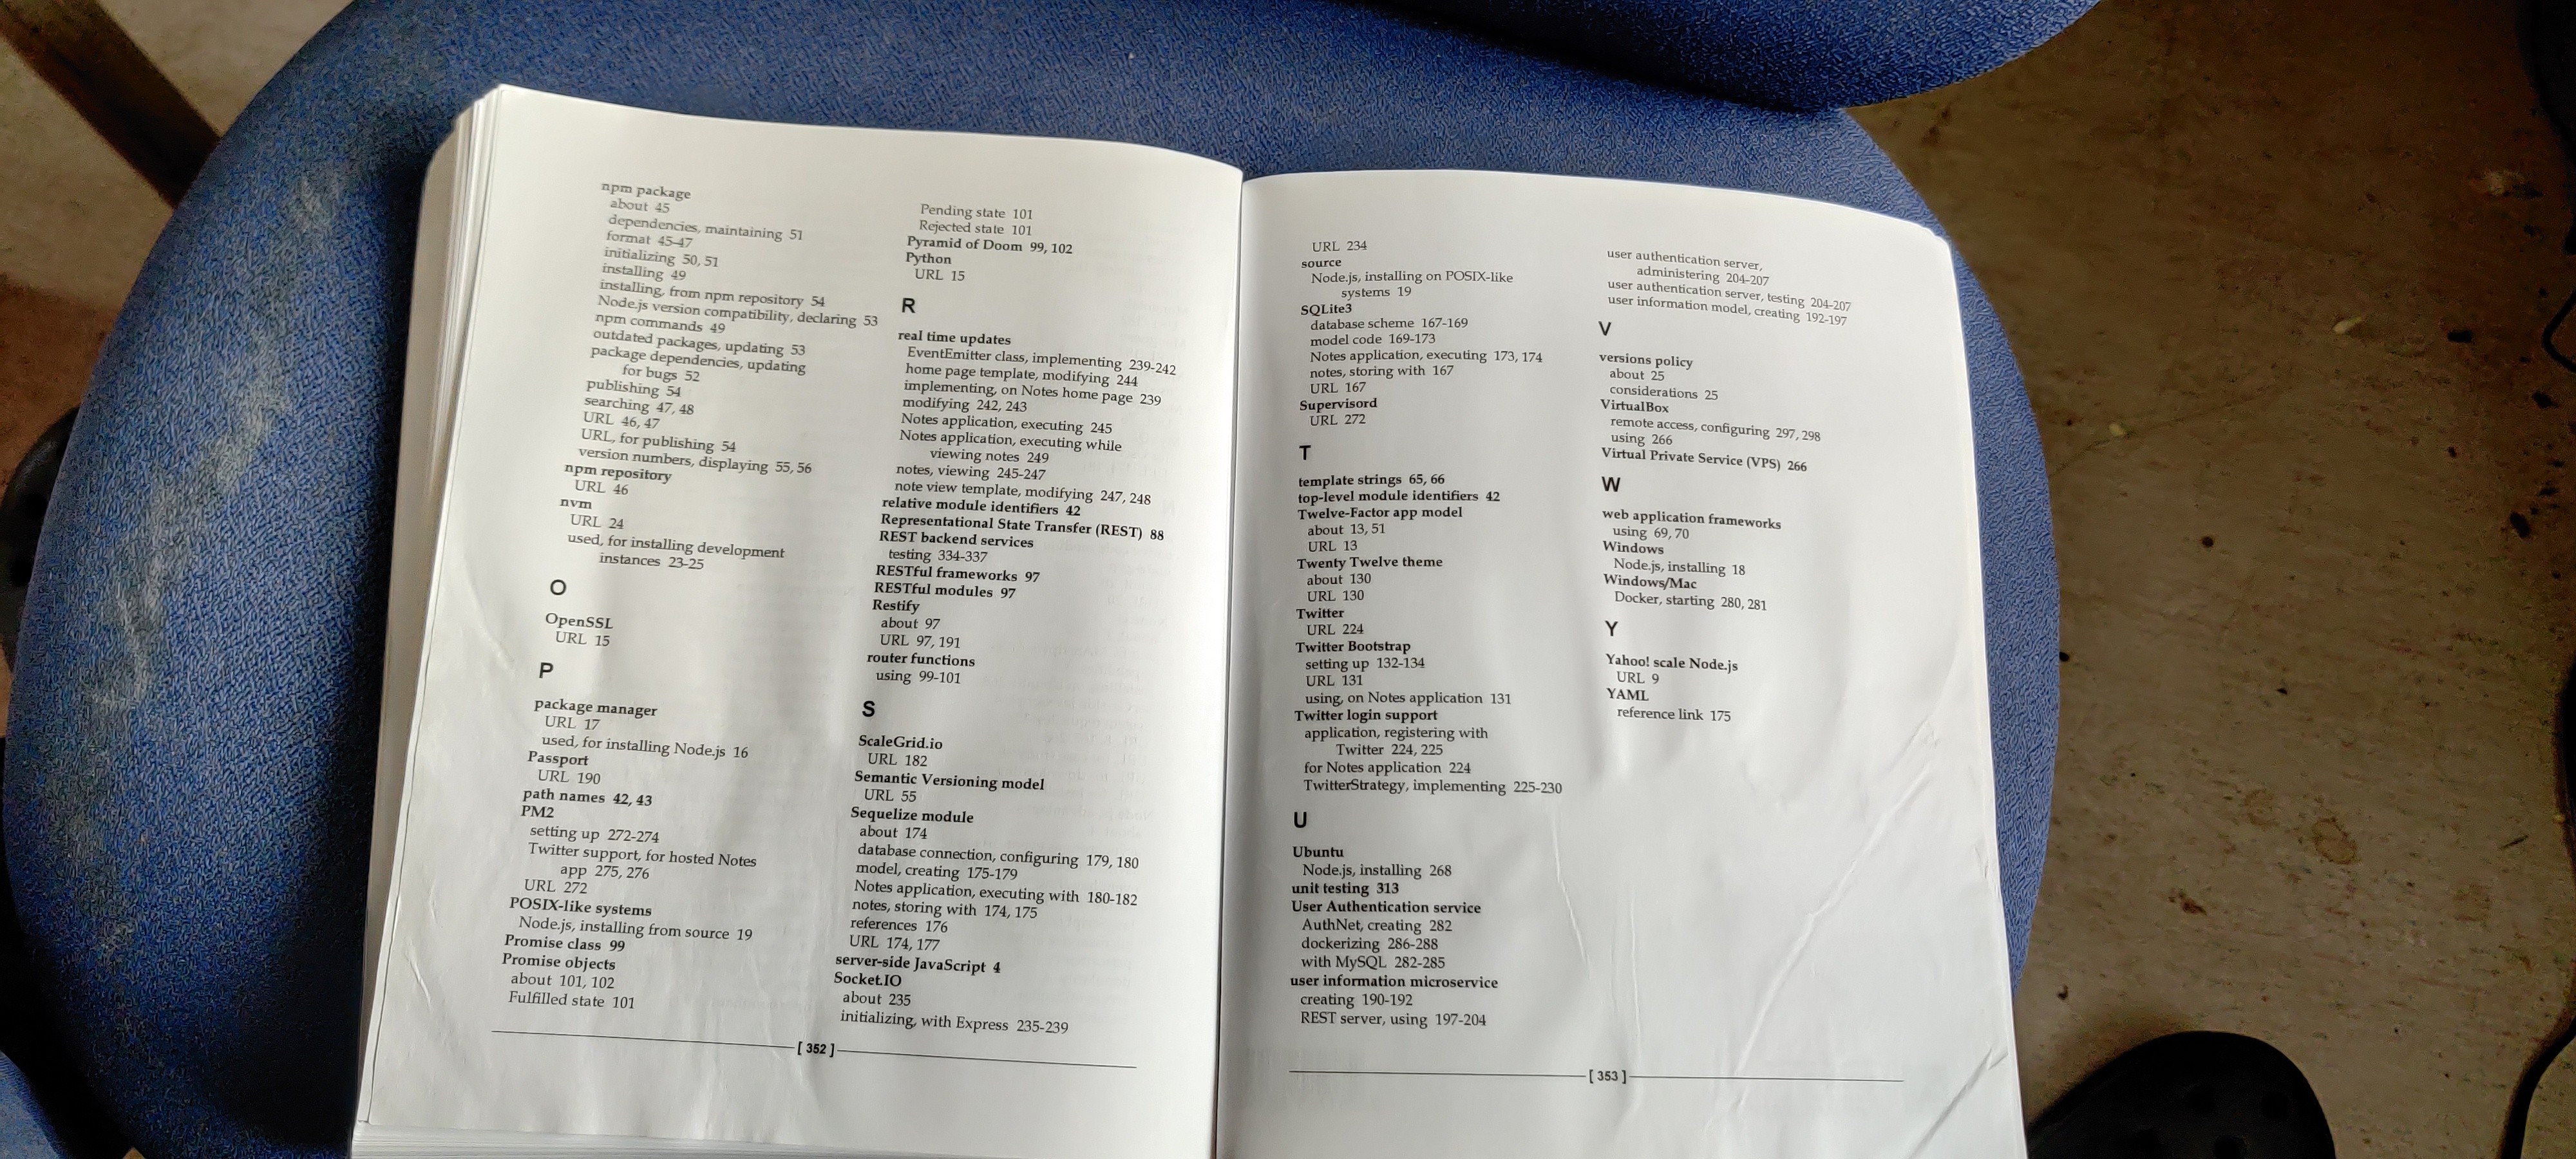 npm package
about 45
dependencies, maintaining 51
format 45-47
initializing 50, 51
installing 49
installing, from npm repository 54
Node.js version compatibility, declaring 53
npm commands 49
outdated packages, updating 53
package dependencies, updating
for bugs 52
publishing 54
searching 47, 48
URL 46, 47
URL, for publishing 54
version numbers, displaying 55, 56
npm repository
URL 46
nvm
URL 24
used, for installing development
instances 23-25
O
OpenSSL
URL 15
P
package manager
URL 17
used, for installing Node.js 16
Passport
URL 190
path names 42, 43
PM2
setting up 272-274
Twitter support, for hosted Notes
app 275, 276
URL 272
POSIX-like systems
Node.js, installing from source 19
Promise class 99
Promise objects
about 101, 102
Fulfilled state 101
Pending state 101
Rejected state 101
Pyramid of Doom 99, 102
Python
URL 15
R
real time updates
EventEmitter class, implementing 239-242
home page template, modifying 244
implementing, on Notes home page 239
modifying 242, 243
Notes application, executing 245
Notes application, executing while
viewing notes 249
notes, viewing 245-247
note view template, modifying 247, 248
relative module identifiers 42
Representational State Transfer (REST) 88
REST backend services
testing 334-337
RESTful frameworks 97
RESTful modules 97
Restify
about 97
URL 97, 191
router functions
using 99-101
S
ScaleGrid.io
URL 182
Semantic Versioning model
URL 55
Sequelize module
about 174
database connection, configuring 179, 180
model, creating 175-179
Notes application, executing with 180-182
notes, storing with 174, 175
references 176
URL 174, 177
server-side JavaScript 4
Socket.IO
about 235
initializing, with Express 235-239
[ 352 ]
URL 234
source
Node.js, installing on POSIX-like
systems 19
SQLite3
database scheme 167-169
model code 169-173
Notes application, executing 173, 174
notes, storing with 167
URL 167
Supervisord
URL 272
T
template strings 65, 66
top-level module identifiers 42
Twelve-Factor app model
about 13, 51
URL 13
Twenty Twelve theme
about 130
URL 130
Twitter
URL 224
Twitter Bootstrap
setting up 132-134
URL 131
using, on Notes application 131
Twitter login support
application, registering with
Twitter 224, 225
for Notes application 224
TwitterStrategy, implementing 225-230
U
Ubuntu
Node.js, installing 268
unit testing 313
User Authentication service
AuthNet, creating 282
dockerizing 286-288
with MySQL 282-285
user information microservice
creating 190-192
REST server, using 197-204
user authentication server,
administering 204-207
user authentication server, testing 204-207
user information model, creating 192-197
V
versions policy
about 25
considerations 25
VirtualBox
remote access, configuring 297, 298
using 266
Virtual Private Service (VPS) 266
W
web application frameworks
using 69, 70
Windows
Node.js, installing 18
Windows/Mac
Docker, starting 280, 281
Y
Yahoo! scale Node.js
URL 9
YAML
reference link 175
[ 353 ]